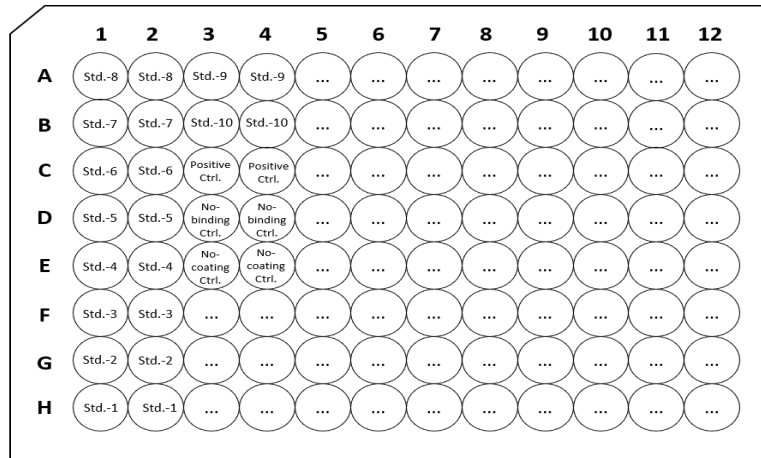 1 2 3 4 5 6 7 8 9 10 11 12
A Std.-8 Std.-8 Std.-9 Std.-9 ... ... ... ... ... ... ... ...
B Std.-7 Std.-7 Std.-10 Std.-10 ... ... ... ... ... ... ... ...
C Std.-6 Std.-6 Positive Ctrl. Positive Ctrl. ... ... ... ... ... ... ... ...
D Std.-5 Std.-5 No-binding Ctrl. No-binding Ctrl. ... ... ... ... ... ... ... ...
E Std.-4 Std.-4 No-coating Ctrl. No-coating Ctrl. ... ... ... ... ... ... ... ...
F Std.-3 Std.-3 ... ... ... ... ... ... ... ... ... ...
G Std.-2 Std.-2 ... ... ... ... ... ... ... ... ... ...
H Std.-1 Std.-1 ... ... ... ... ... ... ... ... ... ...